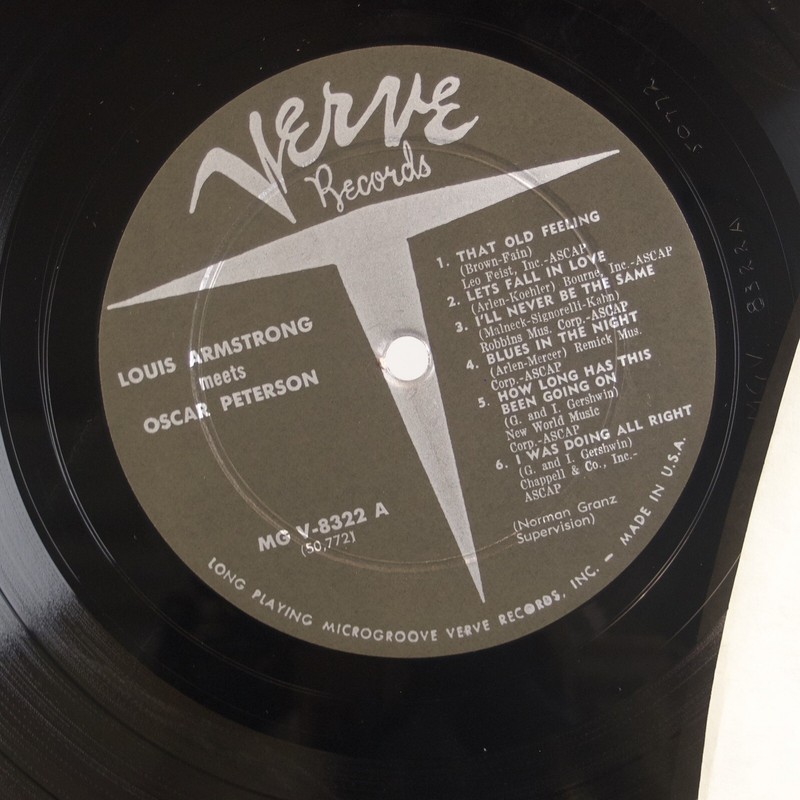 Verve
Records
1. THAT OLD FEELING
(Brown-Fain)
Leo Feist, Inc.-ASCAP
2. LETS FALL IN LOVE
(Arlen-Koehler) Bourne, Inc.-ASCAP
3. I'LL NEVER BE THE SAME
(Malneck-Signorelli-Kahn)
Robbins Mus. Corp-ASCAP
4. BLUES IN THE NIGHT
(Arlen-Mercer) Remick Mus.
Corp.-ASCAP
5. HOW LONG HAS THIS
BEEN GOING ON
(G. and I. Gershwin)
New World Music
Corp.-ASCAP
6. I WAS DOING ALL RIGHT
(G. and I. Gershwin)
Chappell & Co., Inc.-
ASCAP
(Norman Granz
Supervision)
LOUIS ARMSTRONG
meets
OSCAR PETERSON
MG V-8322 A
(50,772)
LONG PLAYING MICROGROOVE VERVE RECORDS, INC. — MADE IN U.S.A.
50772
MGV 8322A